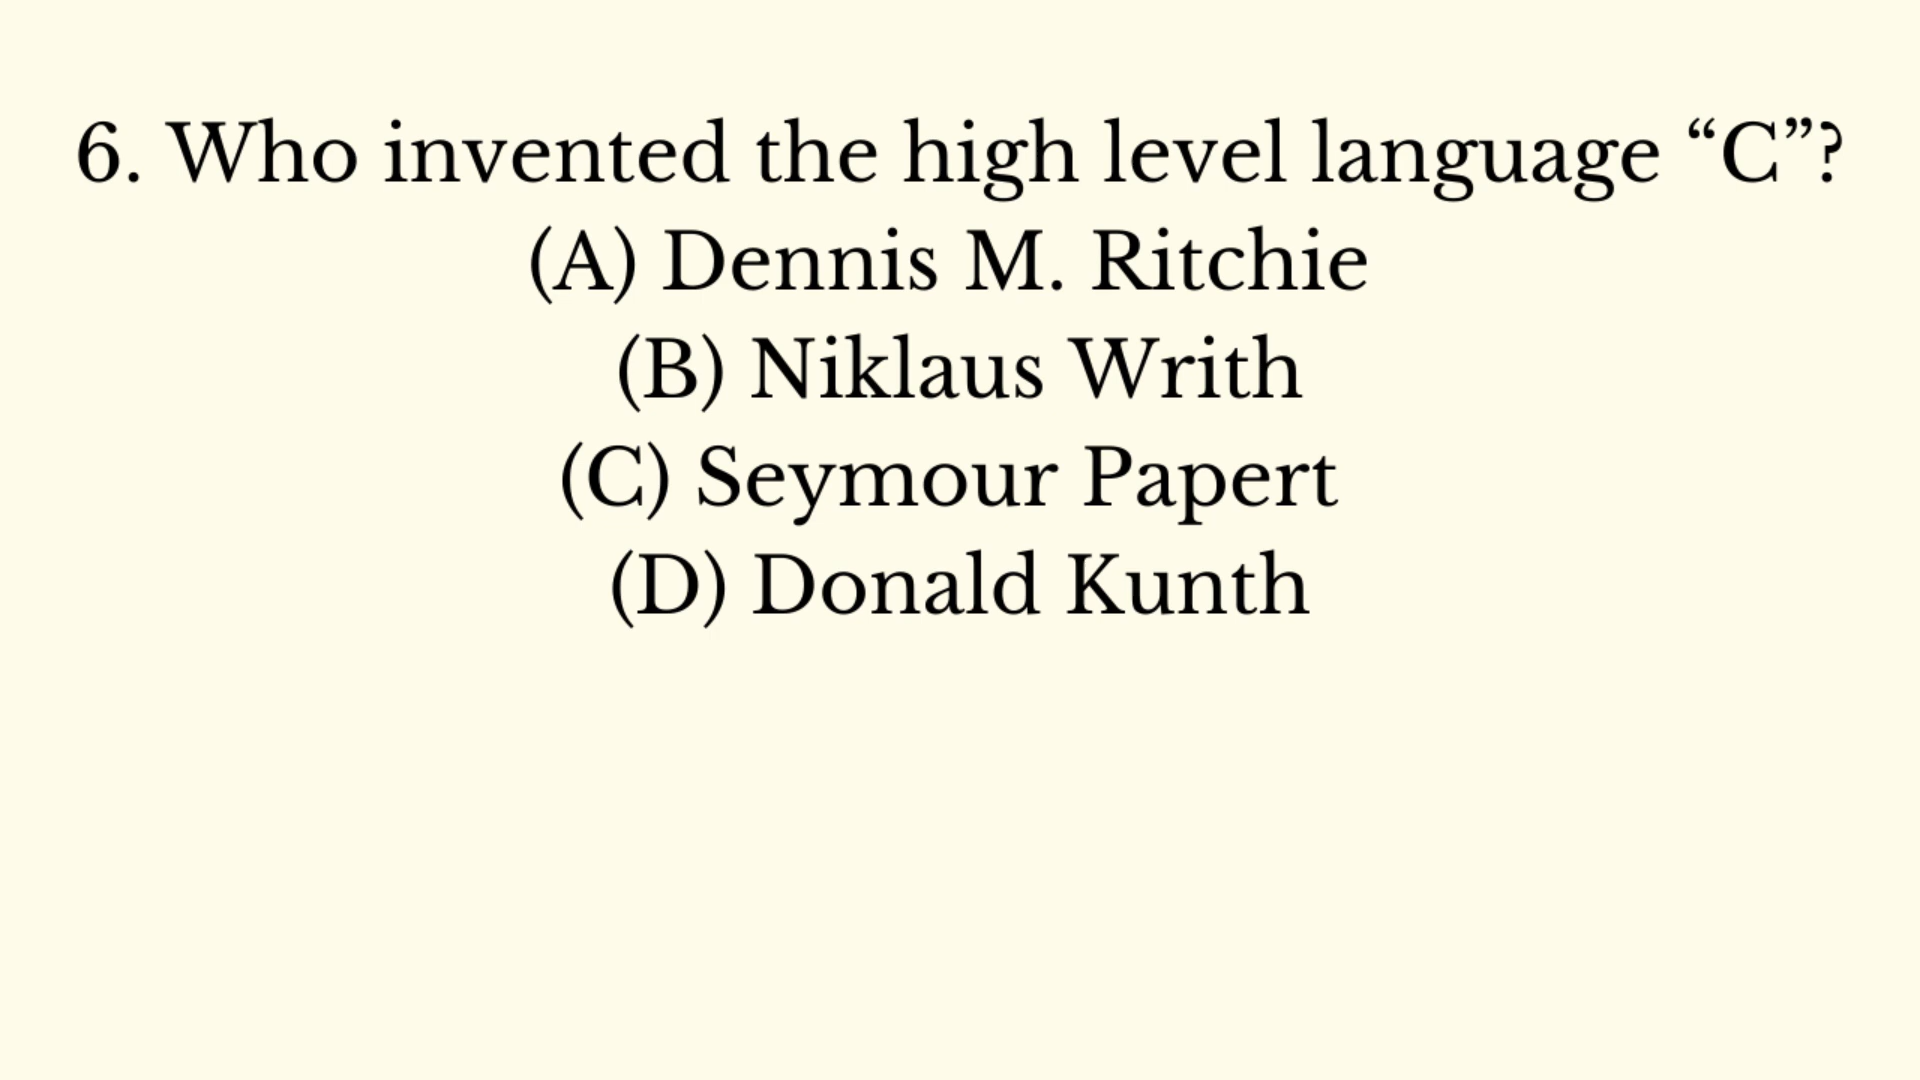 6. Who invented the high level language “C”?
(A) Dennis M. Ritchie
(B) Niklaus Writh
(C) Seymour Papert
(D) Donald Kunth